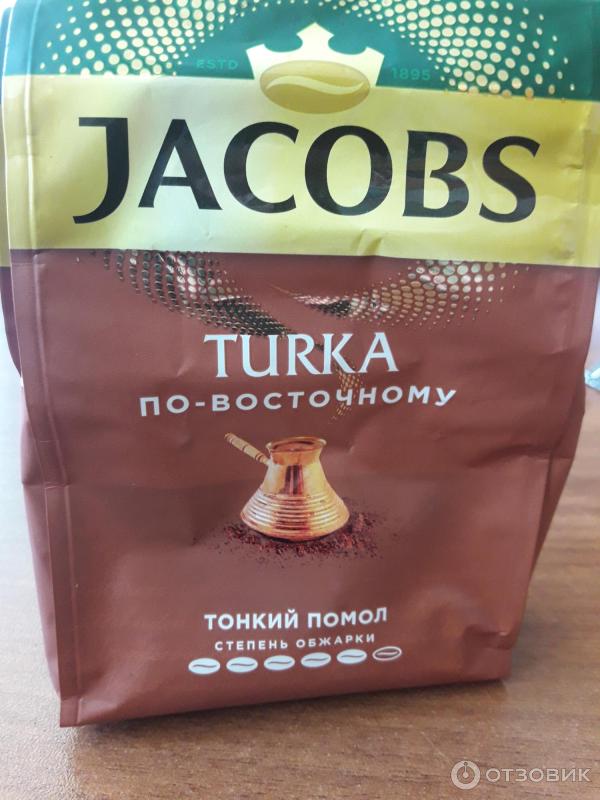 ESTD 1895
JACOBS
TURKA
ПО-ВОСТОЧНОМУ
ТОНКИЙ ПОМОЛ
СТЕПЕНЬ ОБЖАРКИ
ОТЗОВИК